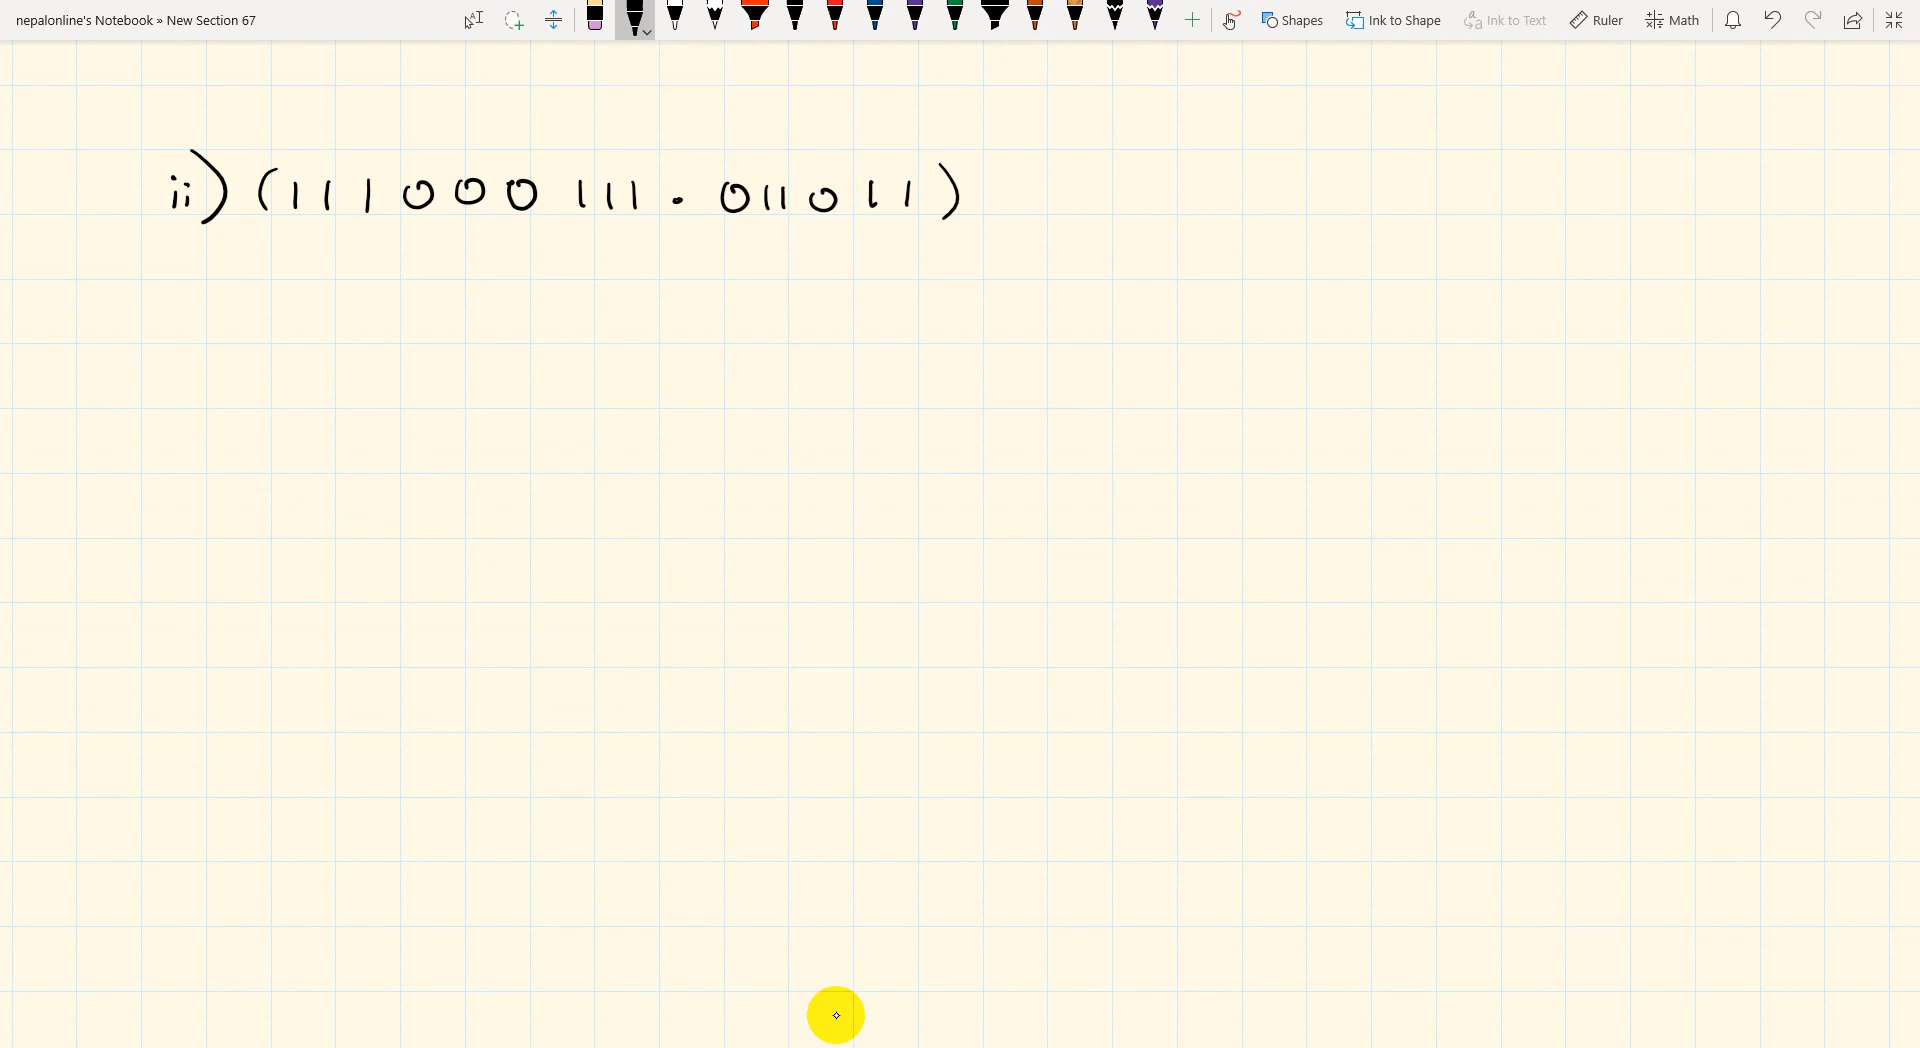 nepalonline's Notebook » New Section 67
Shapes
Ink to Shape
Ink to Text
Ruler
Math
ii) (111000111.011011)